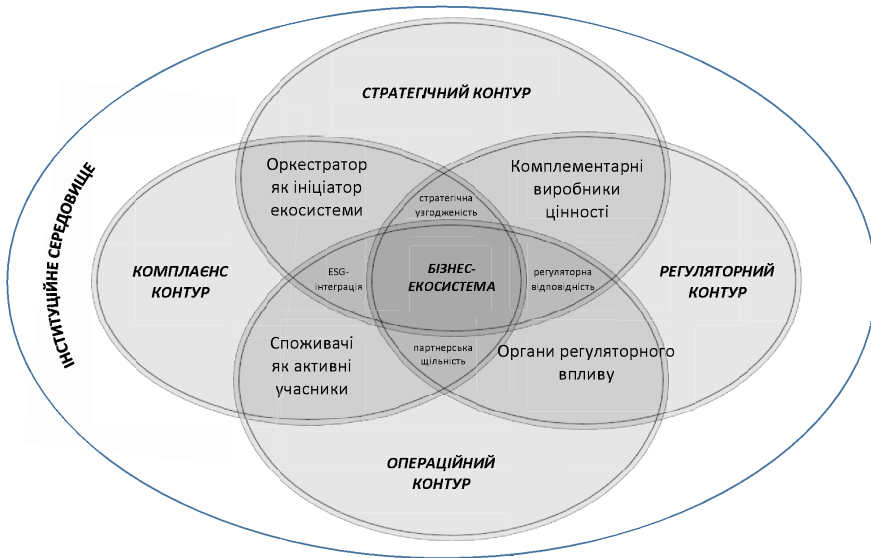 СТРАТЕГІЧНИЙ КОНТУР
Оркестратор
як ініціатор
екосистеми
Комплементарні
виробники
цінності
стратегічна
узгодженість
ІНСТИТУЦІЙНЕ СЕРЕДОВИЩЕ
КОМПЛАЄНС
КОНТУР
ESG-
інтеграція
БІЗНЕС-
ЕКОСИСТЕМА
регуляторна
відповідність
РЕГУЛЯТОРНИЙ
КОНТУР
Споживачі
як активні
учасники
партнерська
щільність
Органи регуляторного
впливу
ОПЕРАЦІЙНИЙ
КОНТУР